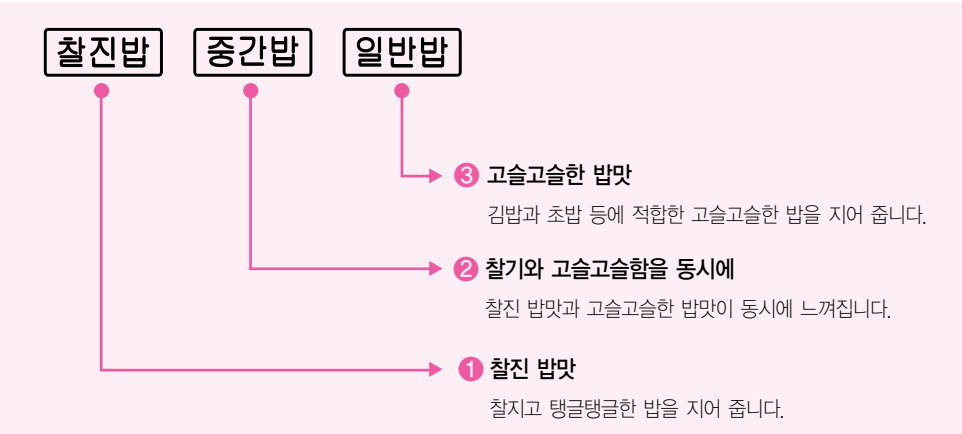 찰진밥 중간밥 일반밥
❸ 고슬고슬한 밥맛
김밥과 초밥 등에 적합한 고슬고슬한 밥을 지어 줍니다.
❷ 찰기와 고슬고슬함을 동시에
찰진 밥맛과 고슬고슬한 밥맛이 동시에 느껴집니다.
❶ 찰진 밥맛
찰지고 탱글탱글한 밥을 지어 줍니다.